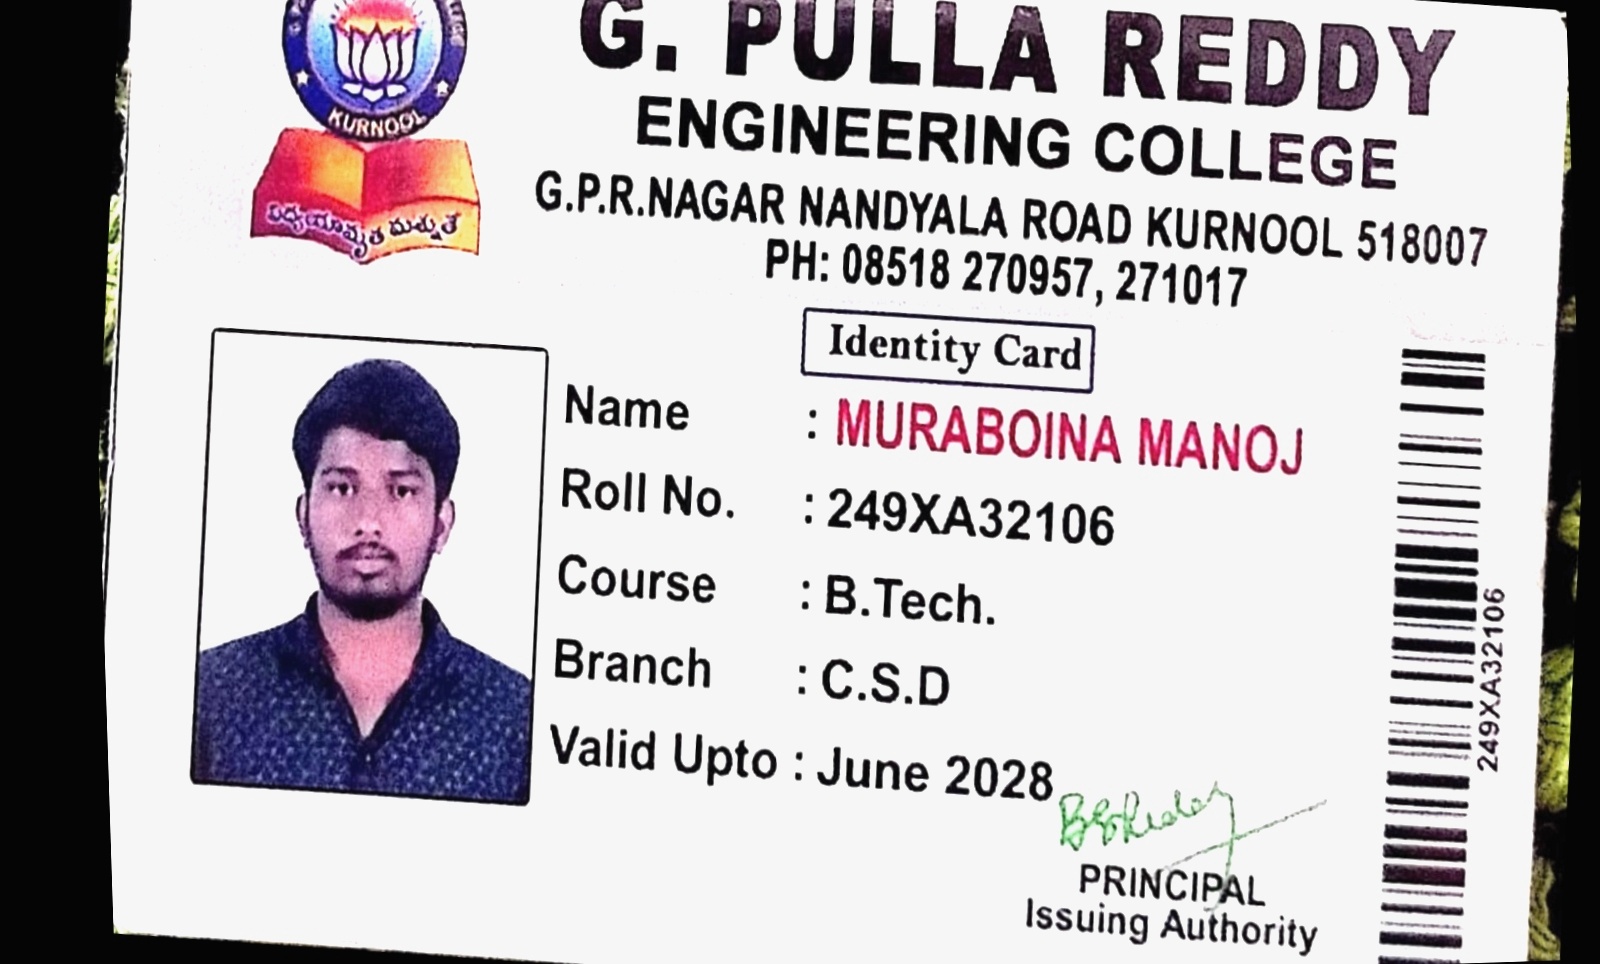 KURNOOL
విద్యయామృత మశ్నుతే
G. PULLA REDDY
ENGINEERING COLLEGE
G.P.R.NAGAR NANDYALA ROAD KURNOOL 518007
PH: 08518 270957, 271017
Identity Card
Name : MURABOINA MANOJ
Roll No. : 249XA32106
Course : B.Tech.
Branch : C.S.D
Valid Upto : June 2028
PRINCIPAL
Issuing Authority
249XA32106